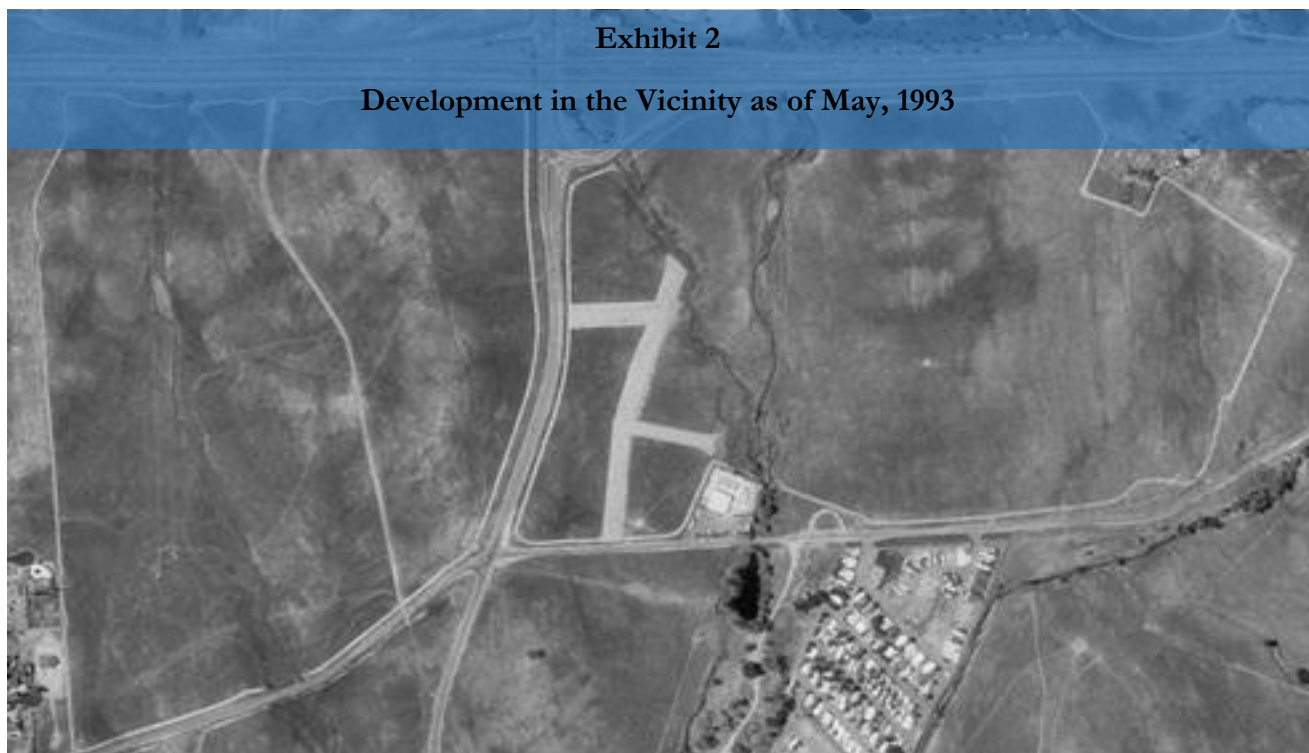 Exhibit 2
Development in the Vicinity as of May, 1993